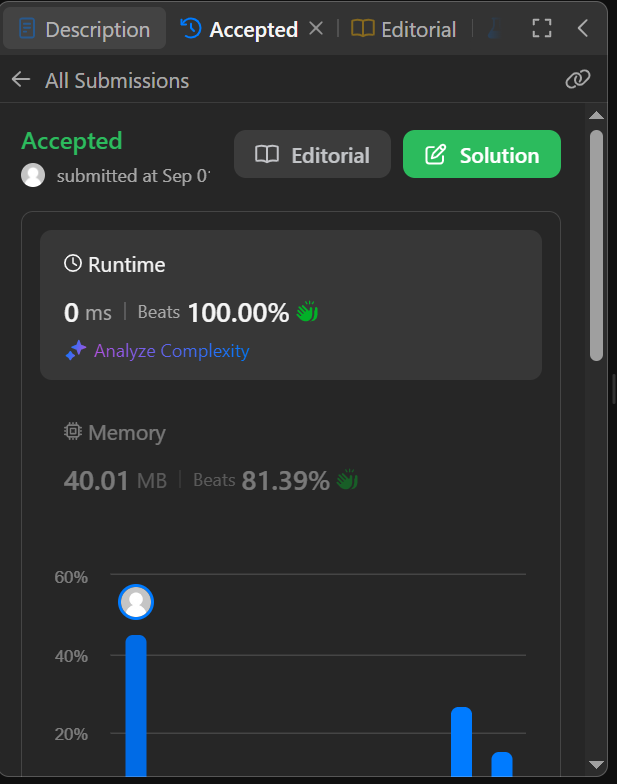 Description Accepted Editorial
All Submissions
Accepted
submitted at Sep 0
Editorial
Solution
Runtime
0 ms Beats 100.00%
Analyze Complexity
Memory
40.01 MB Beats 81.39%
60%
40%
20%